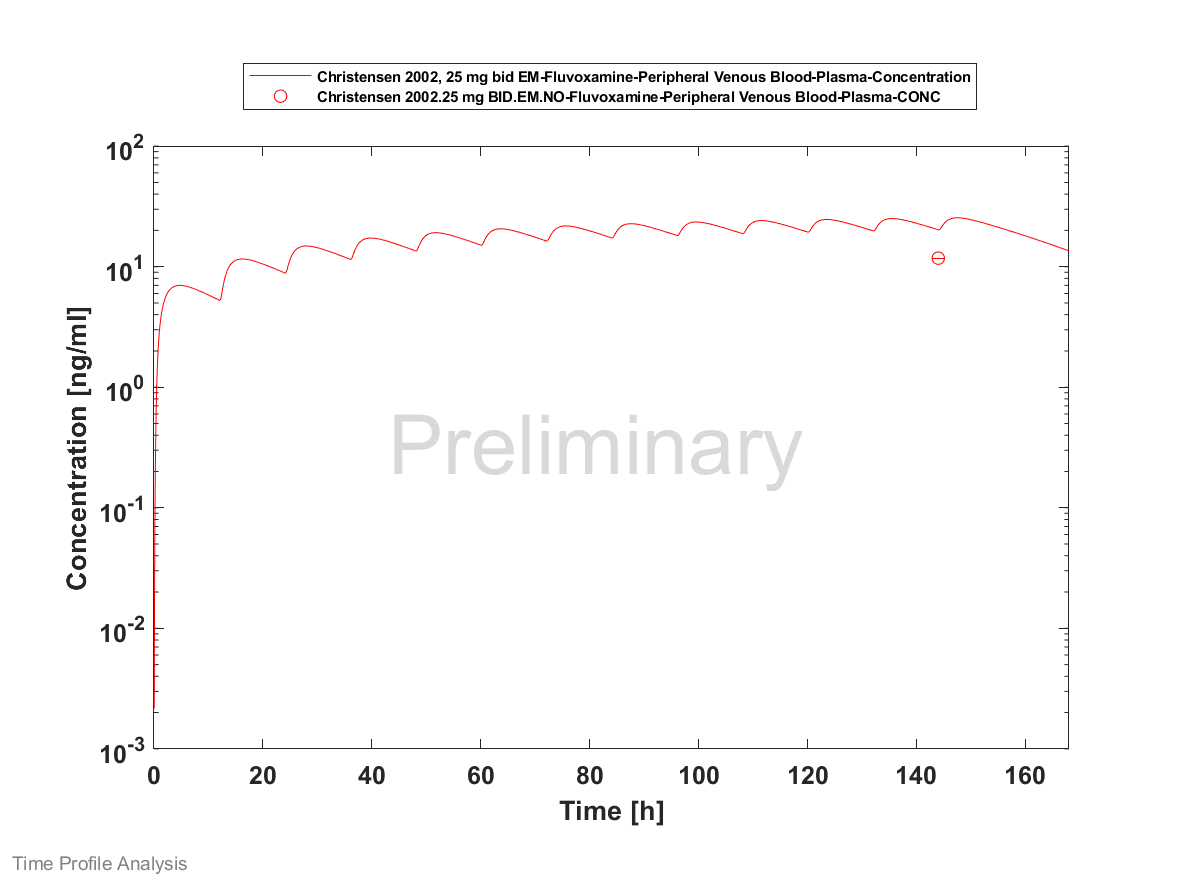 Christensen 2002, 25 mg bid EM-Fluvoxamine-Peripheral Venous Blood-Plasma-Concentration
Christensen 2002.25 mg BID.EM.NO-Fluvoxamine-Peripheral Venous Blood-Plasma-CONC
10^2
10^1
10^0
10^-1
10^-2
10^-3
Concentration [ng/ml]
Preliminary
0 20 40 60 80 100 120 140 160
Time [h]
Time Profile Analysis